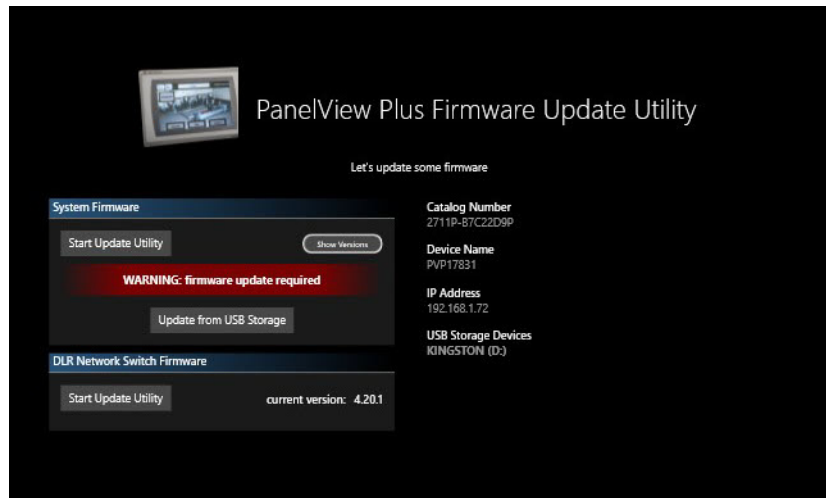 PanelView Plus Firmware Update Utility
Let's update some firmware
System Firmware
Start Update Utility
Show Versions
WARNING: firmware update required
Update from USB Storage
DLR Network Switch Firmware
Start Update Utility
current version: 4.20.1
Catalog Number
2711P-B7C22D9P
Device Name
PVP17831
IP Address
192.168.1.72
USB Storage Devices
KINGSTON (D:)